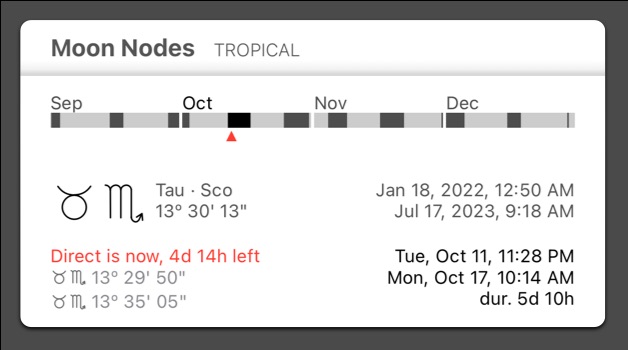 Moon Nodes TROPICAL
Sep Oct Nov Dec
♉︎ ♏︎ Tau · Sco Jan 18, 2022, 12:50 AM
13° 30' 13" Jul 17, 2023, 9:18 AM
Direct is now, 4d 14h left Tue, Oct 11, 11:28 PM
♉︎ ♏︎ 13° 29' 50" Mon, Oct 17, 10:14 AM
♉︎ ♏︎ 13° 35' 05" dur. 5d 10h